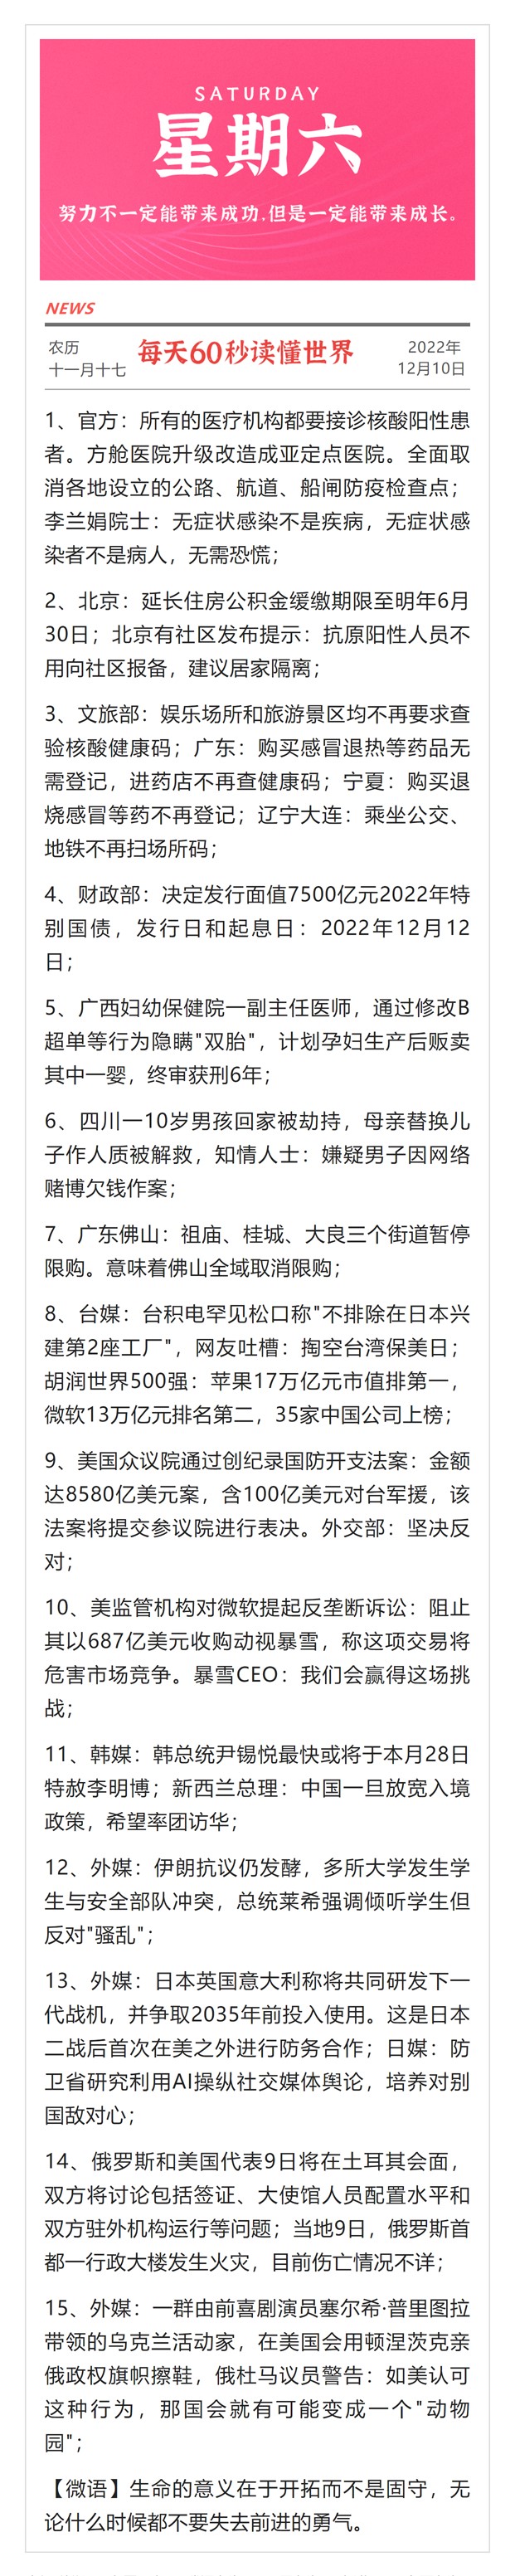 SATURDAY
星期六
努力不一定能带来成功,但是一定能带来成长。
NEWS
农历
十一月十七
每天60秒读懂世界
2022年
12月10日
1、官方：所有的医疗机构都要接诊核酸阳性患
者。方舱医院升级改造成亚定点医院。全面取
消各地设立的公路、航道、船闸防疫检查点；
李兰娟院士：无症状感染不是疾病，无症状感
染者不是病人，无需恐慌；
2、北京：延长住房公积金缓缴期限至明年6月
30日；北京有社区发布提示：抗原阳性人员不
用向社区报备，建议居家隔离；
3、文旅部：娱乐场所和旅游景区均不再要求查
验核酸健康码；广东：购买感冒退热等药品无
需登记，进药店不再查健康码；宁夏：购买退
烧感冒等药不再登记；辽宁大连：乘坐公交、
地铁不再扫场所码；
4、财政部：决定发行面值7500亿元2022年特
别国债，发行日和起息日：2022年12月12
日；
5、广西妇幼保健院一副主任医师，通过修改B
超单等行为隐瞒"双胎"，计划孕妇生产后贩卖
其中一婴，终审获刑6年；
6、四川一10岁男孩回家被劫持，母亲替换儿
子作人质被解救，知情人士：嫌疑男子因网络
赌博欠钱作案；
7、广东佛山：祖庙、桂城、大良三个街道暂停
限购。意味着佛山全域取消限购；
8、台媒：台积电罕见松口称"不排除在日本兴
建第2座工厂"，网友吐槽：掏空台湾保美日；
胡润世界500强：苹果17万亿元市值排第一，
微软13万亿元排名第二，35家中国公司上榜；
9、美国众议院通过创纪录国防开支法案：金额
达8580亿美元案，含100亿美元对台军援，该
法案将提交参议院进行表决。外交部：坚决反
对；
10、美监管机构对微软提起反垄断诉讼：阻止
其以687亿美元收购动视暴雪，称这项交易将
危害市场竞争。暴雪CEO：我们会赢得这场挑
战；
11、韩媒：韩总统尹锡悦最快或将于本月28日
特赦李明博；新西兰总理：中国一旦放宽入境
政策，希望率团访华；
12、外媒：伊朗抗议仍发酵，多所大学发生学
生与安全部队冲突，总统莱希强调倾听学生但
反对"骚乱"；
13、外媒：日本英国意大利称将共同研发下一
代战机，并争取2035年前投入使用。这是日本
二战后首次在美之外进行防务合作；日媒：防
卫省研究利用AI操纵社交媒体舆论，培养对别
国敌对心；
14、俄罗斯和美国代表9日将在土耳其会面，
双方将讨论包括签证、大使馆人员配置水平和
双方驻外机构运行等问题；当地9日，俄罗斯首
都一行政大楼发生火灾，目前伤亡情况不详；
15、外媒：一群由前喜剧演员塞尔希·普里图拉
带领的乌克兰活动家，在美国会用顿涅茨克亲
俄政权旗帜擦鞋，俄杜马议员警告：如美认可
这种行为，那国会就有可能变成一个"动物
园"；
【微语】生命的意义在于开拓而不是固守，无
论什么时候都不要失去前进的勇气。